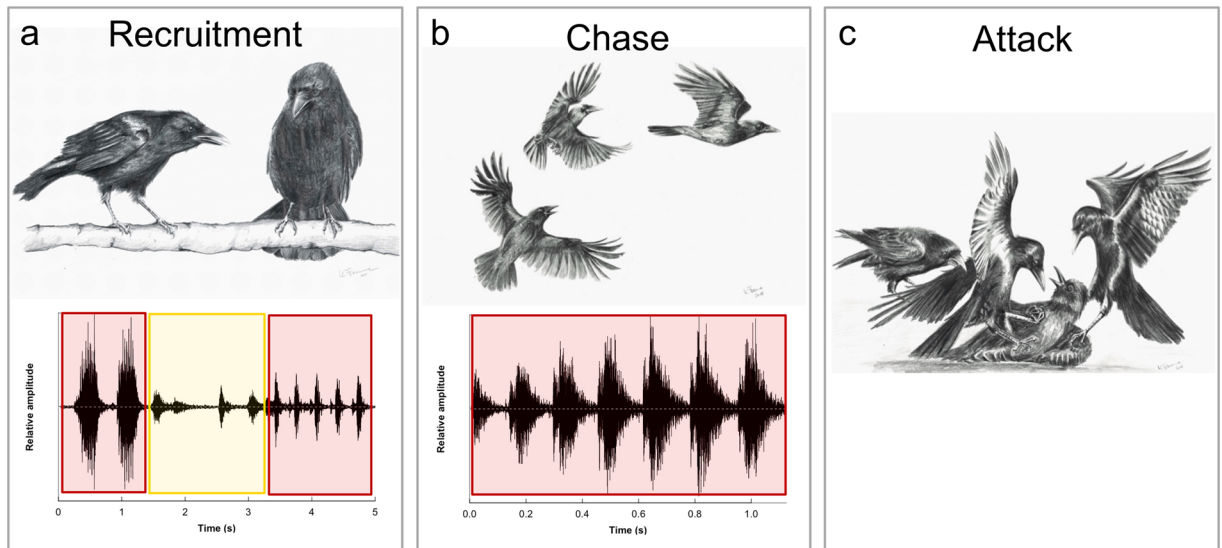 a Recruitment
Relative amplitude
0 1 2 3 4 5
Time (s)
b Chase
Relative amplitude
0.0 0.2 0.4 0.6 0.8 1.0
Time (s)
c Attack